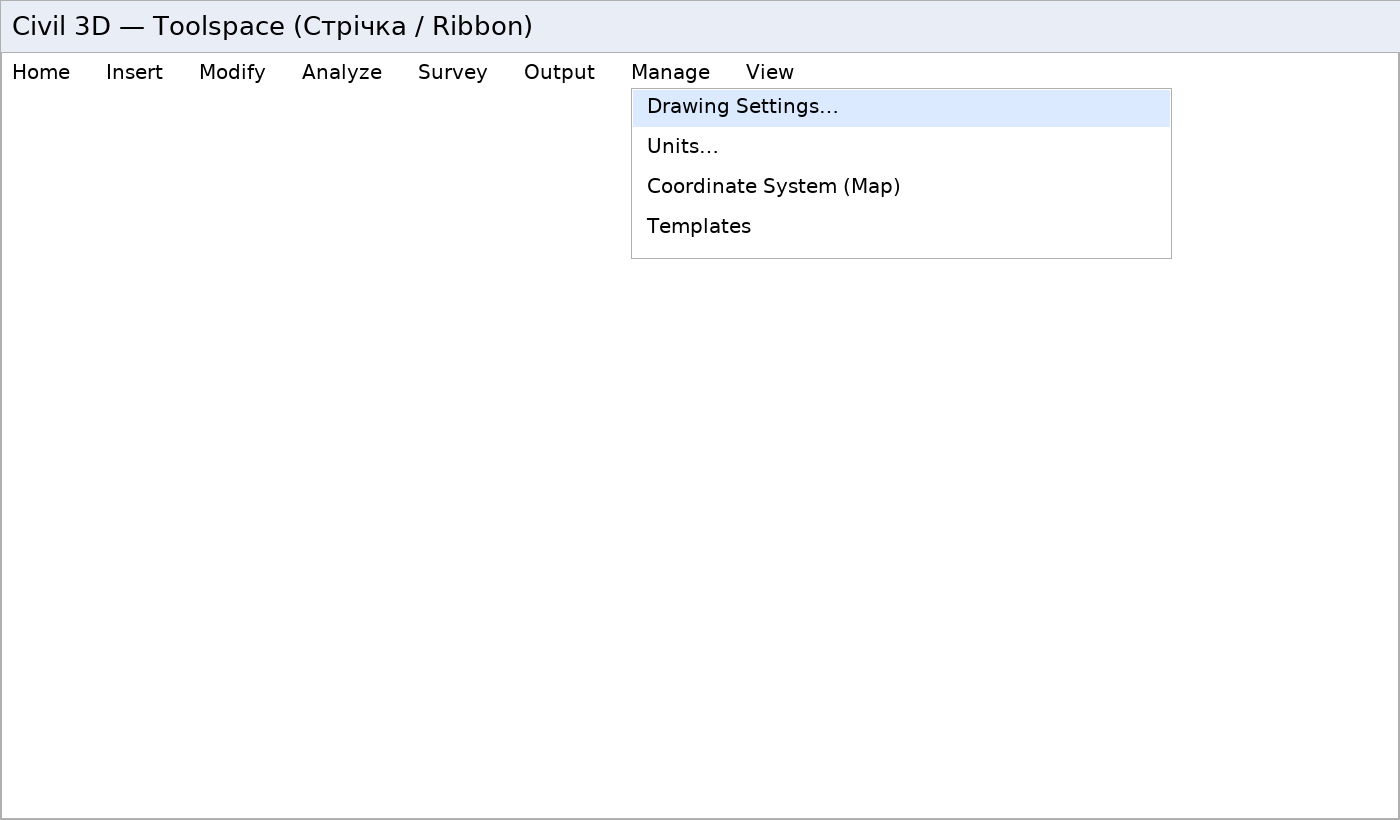 Civil 3D — Toolspace (Стрічка / Ribbon)
Home Insert Modify Analyze Survey Output Manage View
Drawing Settings…
Units…
Coordinate System (Map)
Templates